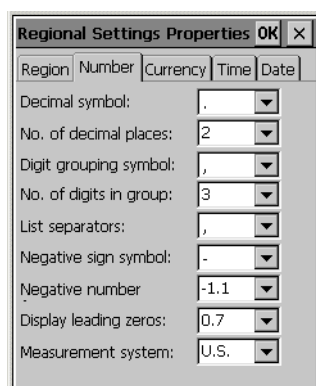 Regional Settings Properties OK ×
Region Number Currency Time Date
Decimal symbol: .
No. of decimal places: 2
Digit grouping symbol: ,
No. of digits in group: 3
List separators: ,
Negative sign symbol: -
Negative number -1.1
Display leading zeros: 0.7
Measurement system: U.S.